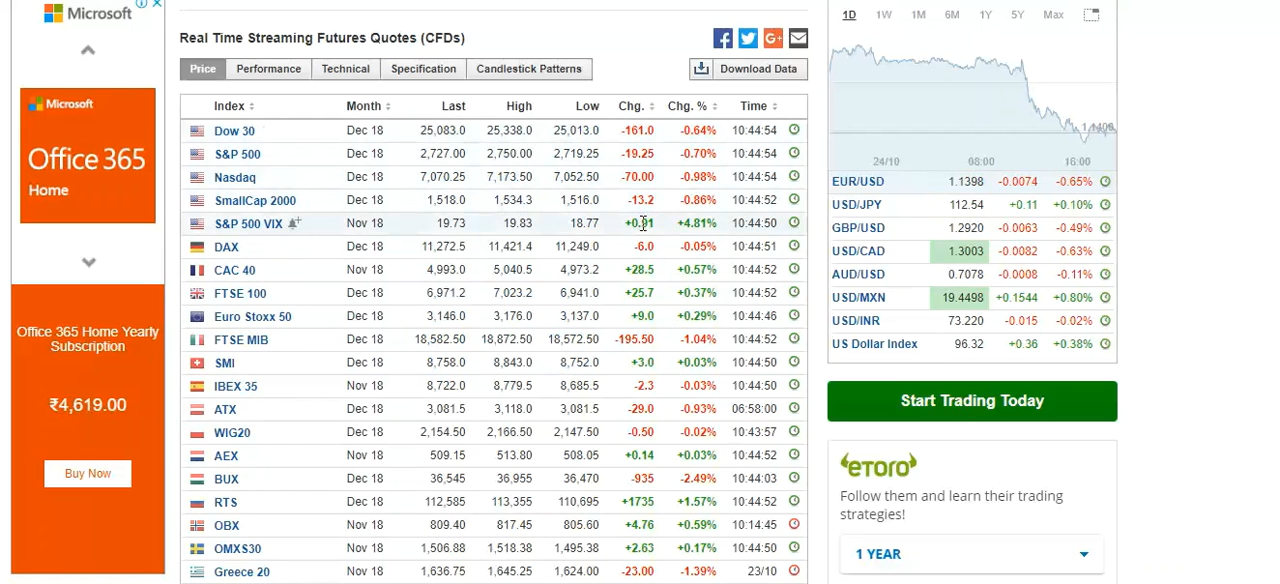 Microsoft
Microsoft
Office 365
Home
Office 365 Home Yearly
Subscription
₹4,619.00
Buy Now
Real Time Streaming Futures Quotes (CFDs)
Price Performance Technical Specification Candlestick Patterns Download Data
Index Month Last High Low Chg. Chg. % Time
Dow 30 Dec 18 25,083.0 25,338.0 25,013.0 -161.0 -0.64% 10:44:54
S&P 500 Dec 18 2,727.00 2,750.00 2,719.25 -19.25 -0.70% 10:44:54
Nasdaq Dec 18 7,070.25 7,173.50 7,052.50 -70.00 -0.98% 10:44:54
SmallCap 2000 Dec 18 1,518.0 1,534.3 1,516.0 -13.2 -0.86% 10:44:52
S&P 500 VIX Nov 18 19.73 19.83 18.77 +4.81% 10:44:50
DAX Dec 18 11,272.5 11,421.4 11,249.0 -6.0 -0.05% 10:44:51
CAC 40 Nov 18 4,993.0 5,040.5 4,973.2 +28.5 +0.57% 10:44:52
FTSE 100 Dec 18 6,971.2 7,023.2 6,941.0 +25.7 +0.37% 10:44:52
Euro Stoxx 50 Dec 18 3,146.0 3,176.0 3,137.0 +9.0 +0.29% 10:44:46
FTSE MIB Dec 18 18,582.50 18,872.50 18,572.50 -195.50 -1.04% 10:44:52
SMI Dec 18 8,758.0 8,843.0 8,752.0 +3.0 +0.03% 10:44:50
IBEX 35 Nov 18 8,722.0 8,779.5 8,685.5 -2.3 -0.03% 10:44:50
ATX Dec 18 3,081.5 3,118.0 3,081.5 -29.0 -0.93% 06:58:00
WIG20 Dec 18 2,154.50 2,166.50 2,147.50 -0.50 -0.02% 10:43:57
AEX Nov 18 509.15 513.80 508.05 +0.14 +0.03% 10:44:52
BUX Dec 18 36,545 36,955 36,470 -935 -2.49% 10:44:03
RTS Dec 18 112,585 113,355 110,695 +1735 +1.57% 10:44:52
OBX Nov 18 809.40 817.45 805.60 +4.76 +0.59% 10:14:45
OMXS30 Nov 18 1,506.88 1,518.38 1,495.38 +2.63 +0.17% 10:44:50
Greece 20 Nov 18 1,636.75 1,645.25 1,624.00 -23.00 -1.39% 23/10
1D 1W 1M 6M 1Y 5Y Max
1.1400
24/10 08:00 16:00
EUR/USD 1.1398 -0.0074 -0.65%
USD/JPY 112.54 +0.11 +0.10%
GBP/USD 1.2920 -0.0063 -0.49%
USD/CAD 1.3003 -0.0082 -0.63%
AUD/USD 0.7078 -0.0008 -0.11%
USD/MXN 19.4498 +0.1544 +0.80%
USD/INR 73.220 -0.015 -0.02%
US Dollar Index 96.32 +0.36 +0.38%
Start Trading Today
eToro
Follow them and learn their trading
strategies!
1 YEAR